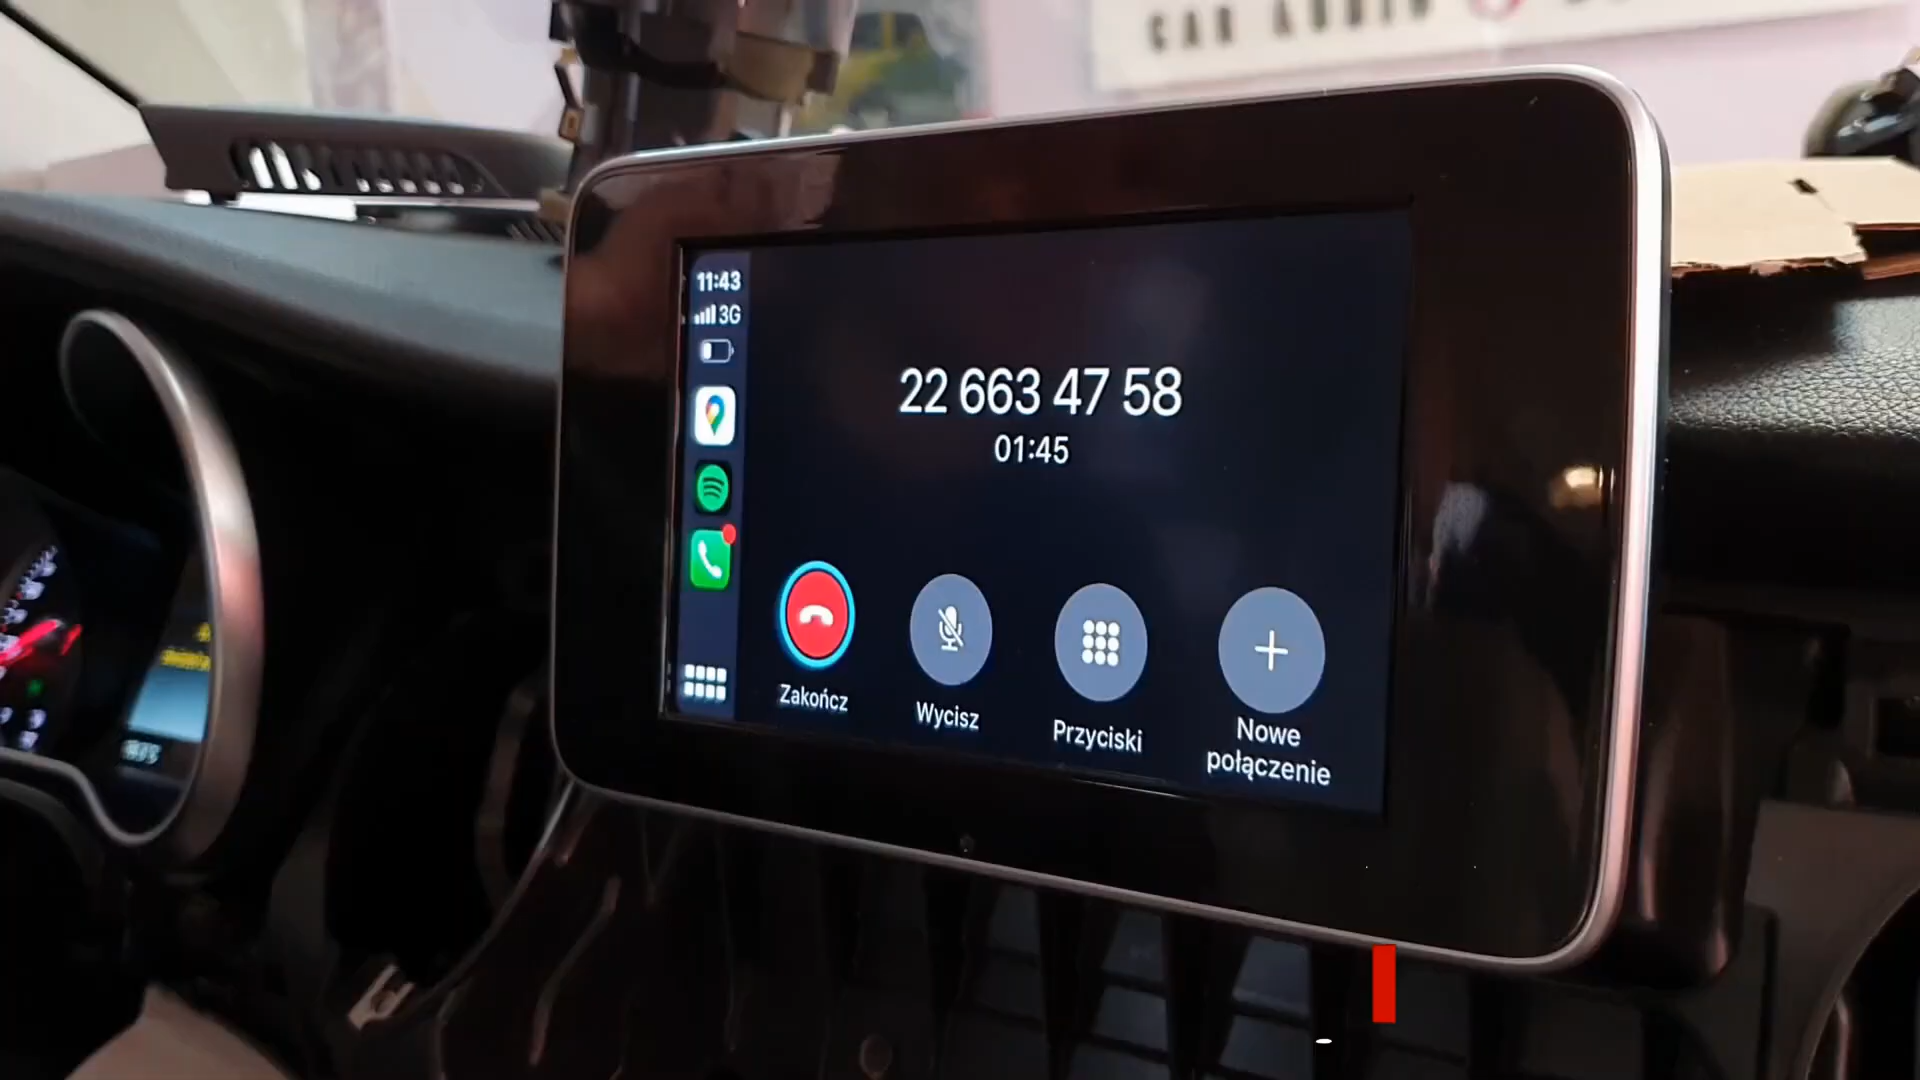 CAR AUDIO
11:43
3G
22 663 47 58
01:45
Zakończ
Wycisz
Przyciski
Nowe
połączenie